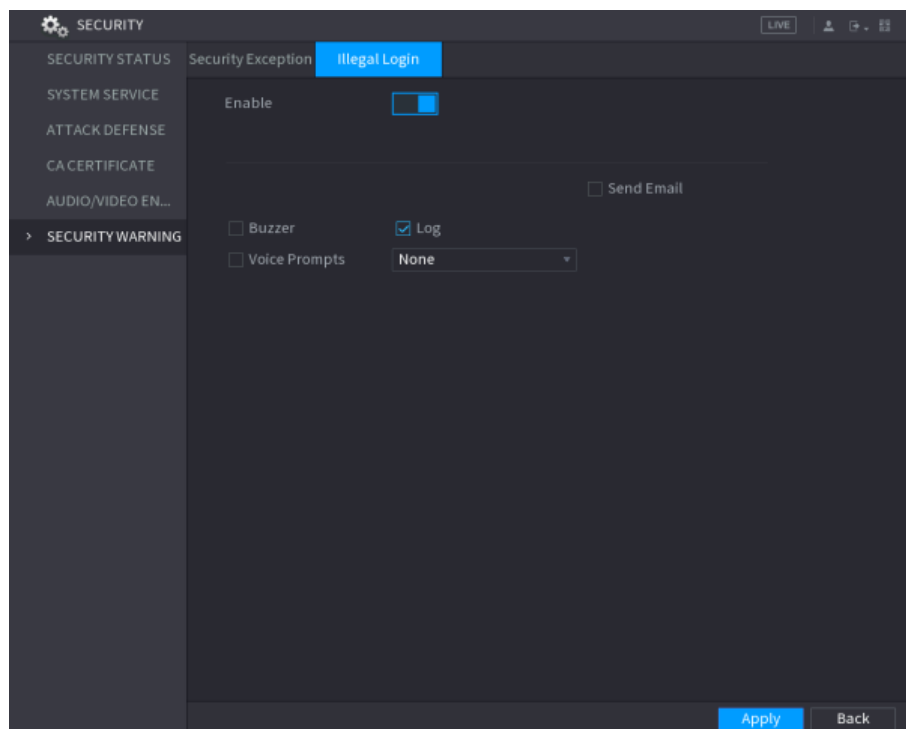 SECURITY
LIVE
SECURITY STATUS
SYSTEM SERVICE
ATTACK DEFENSE
CA CERTIFICATE
AUDIO/VIDEO EN...
SECURITY WARNING
Security Exception
Illegal Login
Enable
Send Email
Buzzer
Log
Voice Prompts
None
Apply
Back